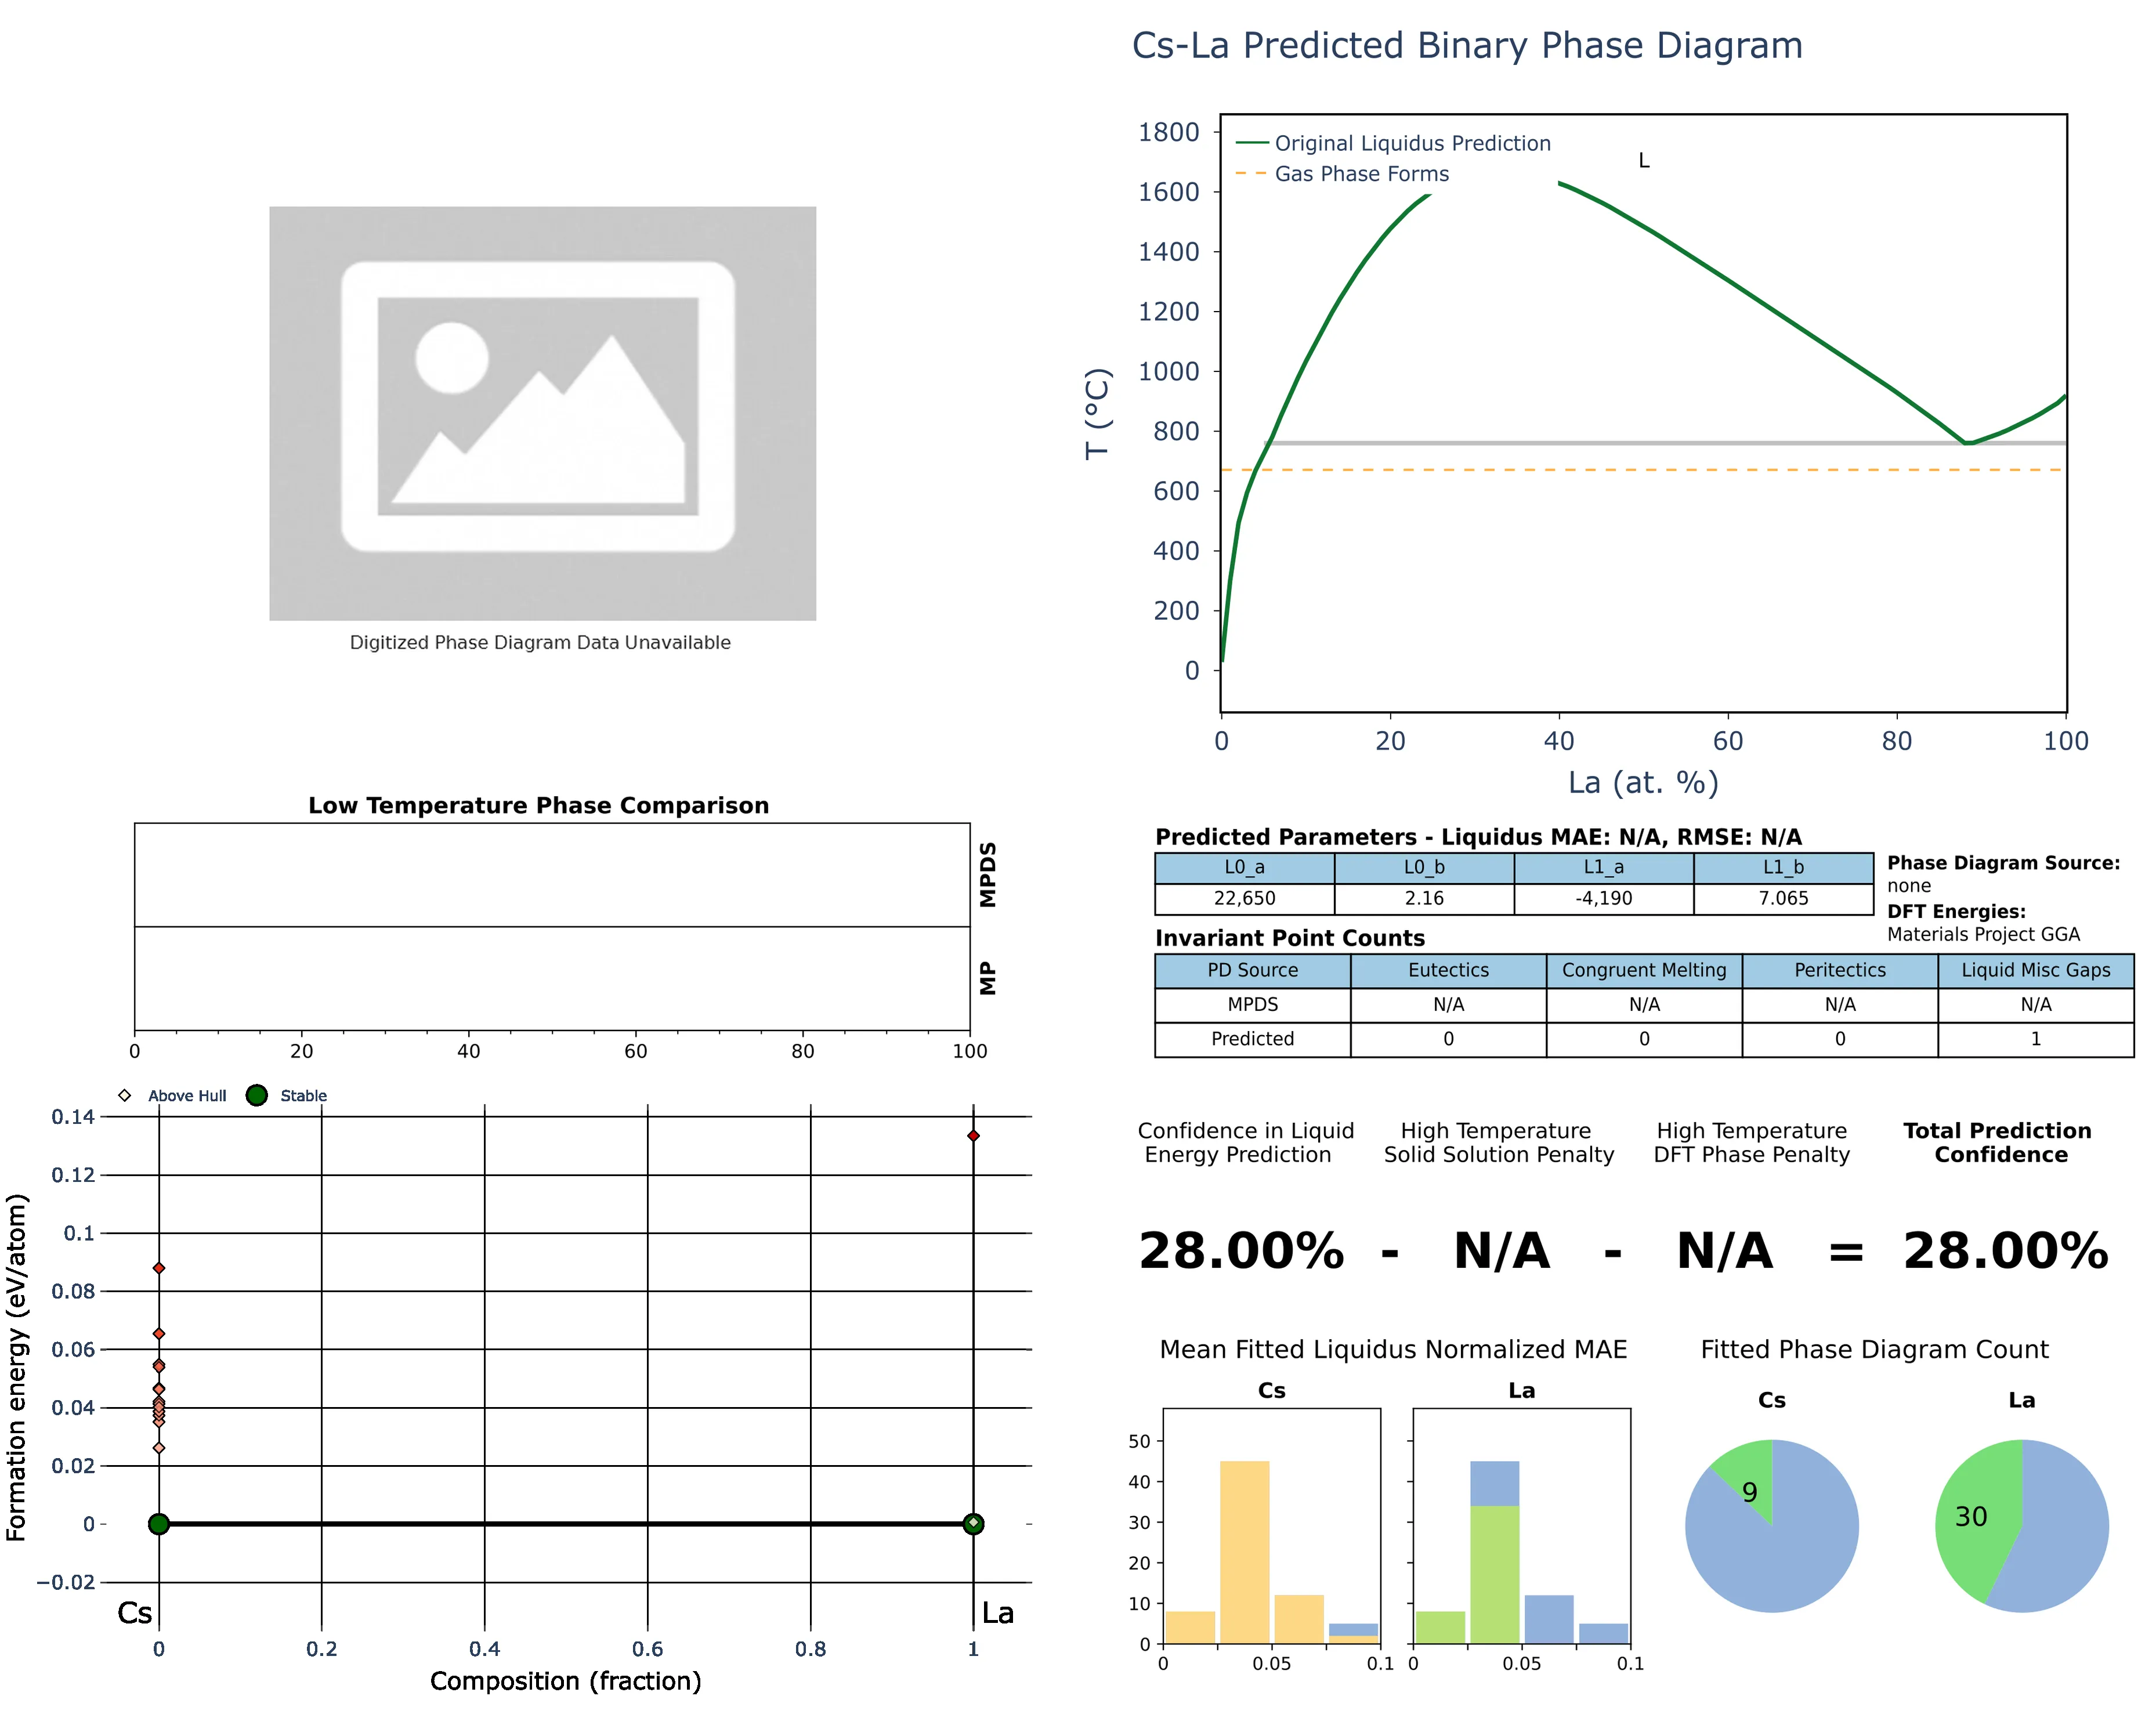 Cs-La Predicted Binary Phase Diagram
1800
1600
1400
1200
1000
800
600
400
200
0
T (°C)
Original Liquidus Prediction
Gas Phase Forms
L
0 20 40 60 80 100
La (at. %)
Digitized Phase Diagram Data Unavailable
Low Temperature Phase Comparison
MPDS
MP
0 20 40 60 80 100
Predicted Parameters - Liquidus MAE: N/A, RMSE: N/A
L0_a L0_b L1_a L1_b
22,650 2.16 -4,190 7.065
Phase Diagram Source:
none
DFT Energies:
Materials Project GGA
Invariant Point Counts
PD Source Eutectics Congruent Melting Peritectics Liquid Misc Gaps
MPDS N/A N/A N/A N/A
Predicted 0 0 0 1
Above Hull Stable
0.14
0.12
0.1
0.08
0.06
0.04
0.02
0
−0.02
Formation energy (eV/atom)
Cs La
0 0.2 0.4 0.6 0.8 1
Composition (fraction)
Confidence in Liquid
Energy Prediction
High Temperature
Solid Solution Penalty
High Temperature
DFT Phase Penalty
Total Prediction
Confidence
28.00% - N/A - N/A = 28.00%
Mean Fitted Liquidus Normalized MAE
Cs La
50
40
30
20
10
0
0 0.05 0.1 0 0.05 0.1
Fitted Phase Diagram Count
Cs La
9 30